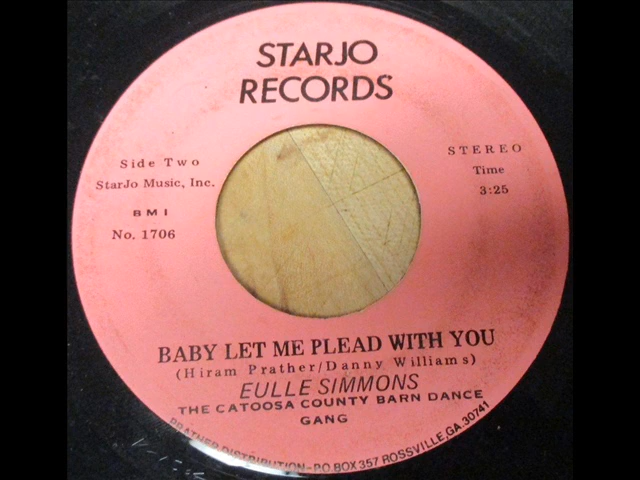 STARJO
RECORDS
Side Two
StarJo Music, Inc.
BMI
No. 1706
STEREO
Time
3:25
BABY LET ME PLEAD WITH YOU
(Hiram Prather/Danny Williams)
EULLE SIMMONS
THE CATOOSA COUNTY BARN DANCE
GANG
PRATHER DISTRIBUTION-P.O.BOX 357 ROSSVILLE,GA.30741